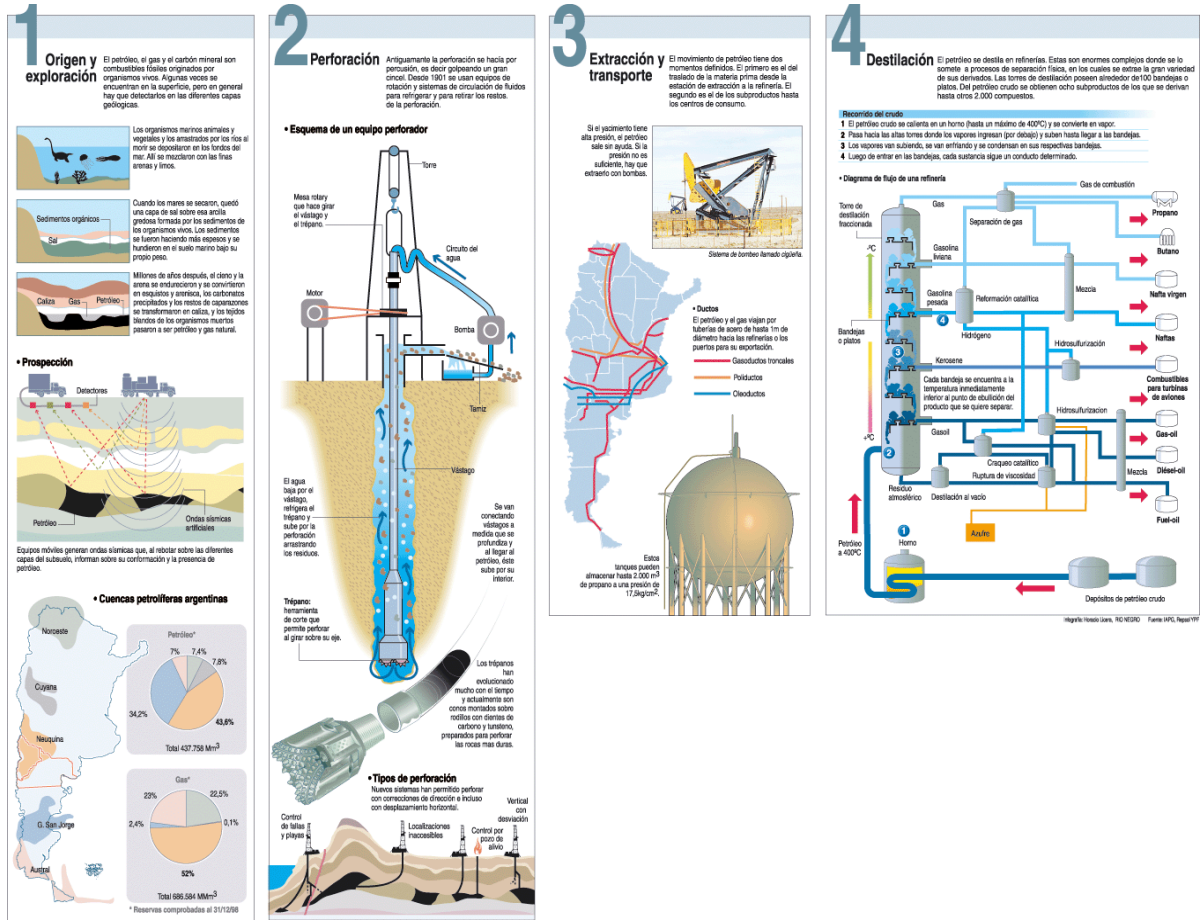 1
Origen y
exploración
El petróleo, el gas y el carbón mineral son
combustibles fósiles originados por
organismos vivos. Algunas veces se
encuentran en la superficie, pero en general
hay que detectarlos en las diferentes capas
geológicas.
Los organismos marinos animales y
vegetales y los arrastrados por los ríos al
morir se depositaron en los fondos del
mar. Allí se mezclaron con las finas
arenas y limos.
Sedimentos orgánicos
Sal
Cuando los mares se secaron, quedó
una capa de sal sobre esa arcilla
gredosa formada por los sedimentos de
los organismos vivos. Los sedimentos
se fueron haciendo más espesos y se
hundieron en el suelo marino bajo su
propio peso.
Caliza
Gas
Petróleo
Millones de años después, el cieno y la
arena se endurecieron y se convirtieron
en esquistos y arenisca, los carbonatos
precipitados y los restos de caparazones
se transformaron en caliza, y los tejidos
blandos de los organismos muertos
pasaron a ser petróleo y gas natural.
• Prospección
Detectores
Petróleo
Ondas sísmicas
artificiales
Equipos móviles generan ondas sísmicas que, al rebotar sobre las diferentes
capas del subsuelo, informan sobre su conformación y la presencia de
petróleo.
• Cuencas petrolíferas argentinas
Noroeste
Cuyana
Neuquina
G. San Jorge
Austral
Petróleo*
7%
7,4%
7,8%
34,2%
43,6%
Total 437.758 Mm3
Gas*
23%
22,5%
2,4%
0,1%
52%
Total 686.584 MMm3
* Reservas comprobadas al 31/12/98
2
Perforación
Antiguamante la perforación se hacía por
percusión, es decir golpeando un gran
cincel. Desde 1901 se usan equipos de
rotación y sistemas de circulación de fluidos
para refrigerar y para retirar los restos
de la perforación.
• Esquema de un equipo perforador
Torre
Mesa rotary
que hace girar
el vástago y
el trépano.
Circuito del
agua
Motor
Bomba
Tamiz
Vástago
El agua
baja por el
vástago,
refrigera el
trépano y
sube por la
perforación
arrastrando
los residuos.
Se van
conectando
vástagos a
medida que se
profundiza y
al llegar al
petróleo, éste
sube por su
interior.
Trépano:
herramienta
de corte que
permite perforar
al girar sobre su eje.
Los trépanos
han
evolucionado
mucho con el tiempo
y actualmente son
conos montados sobre
rodillos con dientes de
carbono y tunsteno,
preparados para perforar
las rocas mas duras.
• Tipos de perforación
Nuevos sistemas han permitido perforar
con correcciones de dirección e incluso
con desplazamiento horizontal.
Control
de fallas
y playas
Localizaciones
inaccesibles
Control por
pozo de
alivio
Vertical
con
desviación
3
Extracción y
transporte
El movimiento de petróleo tiene dos
momentos definidos. El primero es el del
traslado de la materia prima desde la
estación de extracción a la refinería. El
segundo es el de los subproductos hasta
los centros de consumo.
Si el yacimiento tiene
alta presión, el petróleo
sale sin ayuda. Si la
presión no es
suficiente, hay que
extraerlo con bombas.
Sistema de bombeo llamado cigüeña.
• Ductos
El petróleo y el gas viajan por
tuberías de acero de hasta 1m de
diámetro hacia las refinerías o los
puertos para su exportación.
Gasoductos troncales
Poliductos
Oleoductos
Estos
tanques pueden
almacenar hasta 2.000 m3
de propano a una presión de
17,5kg/cm2.
4
Destilación
El petróleo se destila en refinerías. Estas son enormes complejos donde se lo
somete a procesos de separación física, en los cuales se extrae la gran variedad
de sus derivados. Las torres de destilación poseen alrededor de100 bandejas o
platos. Del petróleo crudo se obtienen ocho subproductos de los que se derivan
hasta otros 2.000 compuestos.
Recorrido del crudo
1 El petróleo crudo se calienta en un horno (hasta un máximo de 400ºC) y se convierte en vapor.
2 Pasa hacia las altas torres donde los vapores ingresan (por debajo) y suben hasta llegar a las bandejas.
3 Los vapores van subiendo, se van enfriando y se condensan en sus respectivas bandejas.
4 Luego de entrar en las bandejas, cada sustancia sigue un conducto determinado.
• Diagrama de flujo de una refinería
Gas de combustión
Gas
Propano
Torre de
destilación
fraccionada
Separación de gas
Butano
-ºC
Gasolina
liviana
Nafta virgen
Mezcla
Gasolina
pesada
Reformación catalítica
4
Hidrógeno
Naftas
Bandejas
o platos
Hidrosulfurización
3
Kerosene
Combustibles
para turbinas
de aviones
Cada bandeja se encuentra a la
temperatura inmediatamente
inferior al punto de ebulición del
producto que se quiere separar.
Hidrosulfurizacion
+ºC
Gasoil
Gas-oil
2
Craqueo catalítico
Ruptura de viscosidad
Mezcla
Diésel-oil
Residuo
atmosférico
Destilación al vacío
Fuel-oil
Azufre
1
Horno
Petróleo
a 400ºC
Depósitos de petróleo crudo
Infografía: Horacio Licera, RIO NEGRO Fuente: IAPG, Repsol YPF